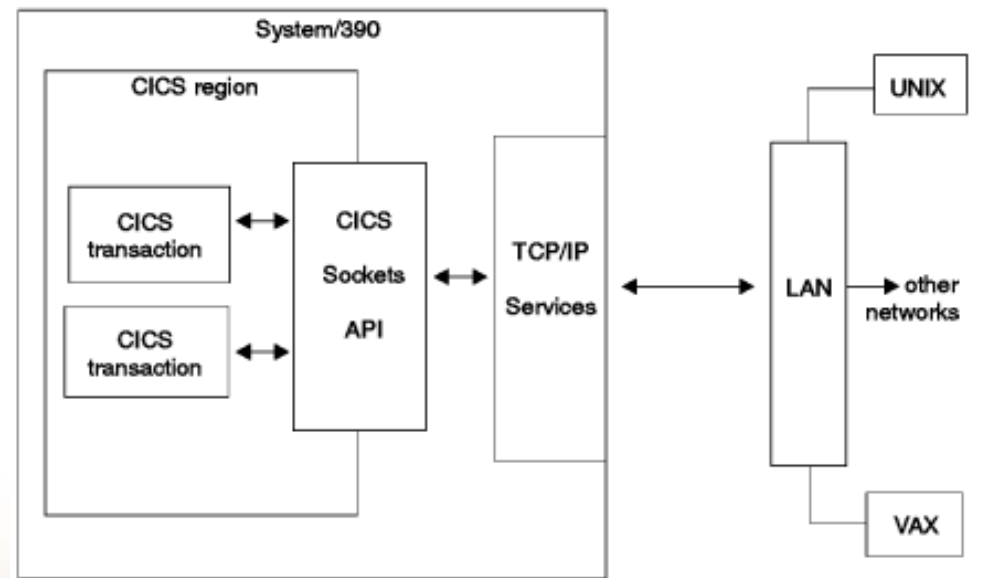 System/390
CICS region
CICS
transaction
CICS
transaction
CICS
Sockets
API
TCP/IP
Services
LAN
UNIX
other
networks
VAX